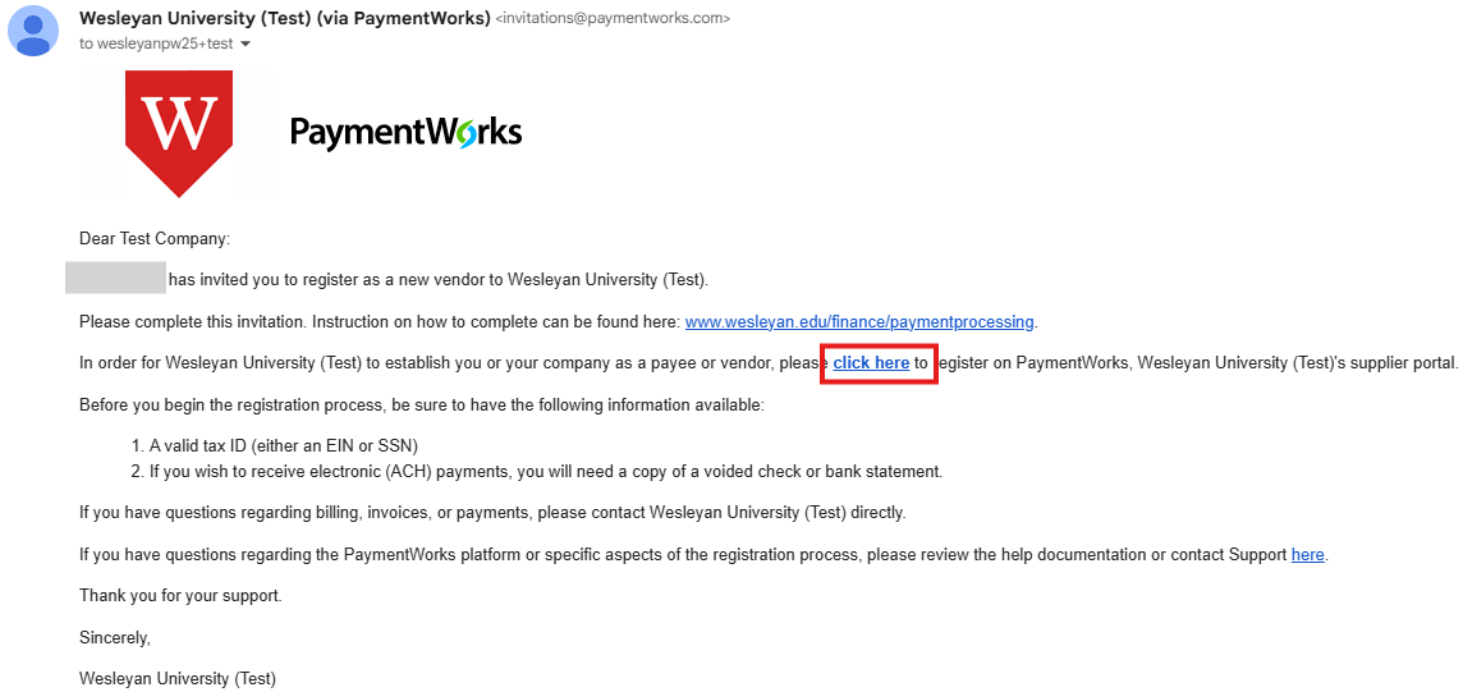 Wesleyan University (Test) (via PaymentWorks) <invitations@paymentworks.com>
to wesleyanpw25+test
W
PaymentWorks
Dear Test Company:
has invited you to register as a new vendor to Wesleyan University (Test).
Please complete this invitation. Instruction on how to complete can be found here: www.wesleyan.edu/finance/paymentprocessing.
In order for Wesleyan University (Test) to establish you or your company as a payee or vendor, please click here to register on PaymentWorks, Wesleyan University (Test)'s supplier portal.
Before you begin the registration process, be sure to have the following information available:
1. A valid tax ID (either an EIN or SSN)
2. If you wish to receive electronic (ACH) payments, you will need a copy of a voided check or bank statement.
If you have questions regarding billing, invoices, or payments, please contact Wesleyan University (Test) directly.
If you have questions regarding the PaymentWorks platform or specific aspects of the registration process, please review the help documentation or contact Support here.
Thank you for your support.
Sincerely,
Wesleyan University (Test)